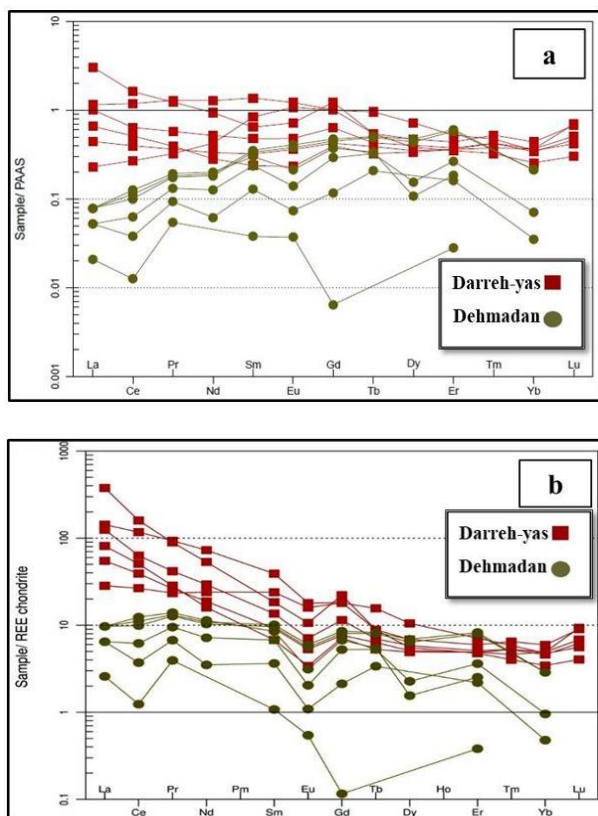 a
10
1
0.1
0.01
0.001
Sample/ PAAS
Darreh-yas
Dehmadan
La Pr Sm Gd Dy Tm Lu
Ce Nd Eu Tb Er Yb
b
1000
100
10
1
0.1
Sample/ REE chondrite
Darreh-yas
Dehmadan
La Pr Pm Eu Tb Ho Tm Lu
Ce Nd Sm Gd Dy Er Yb